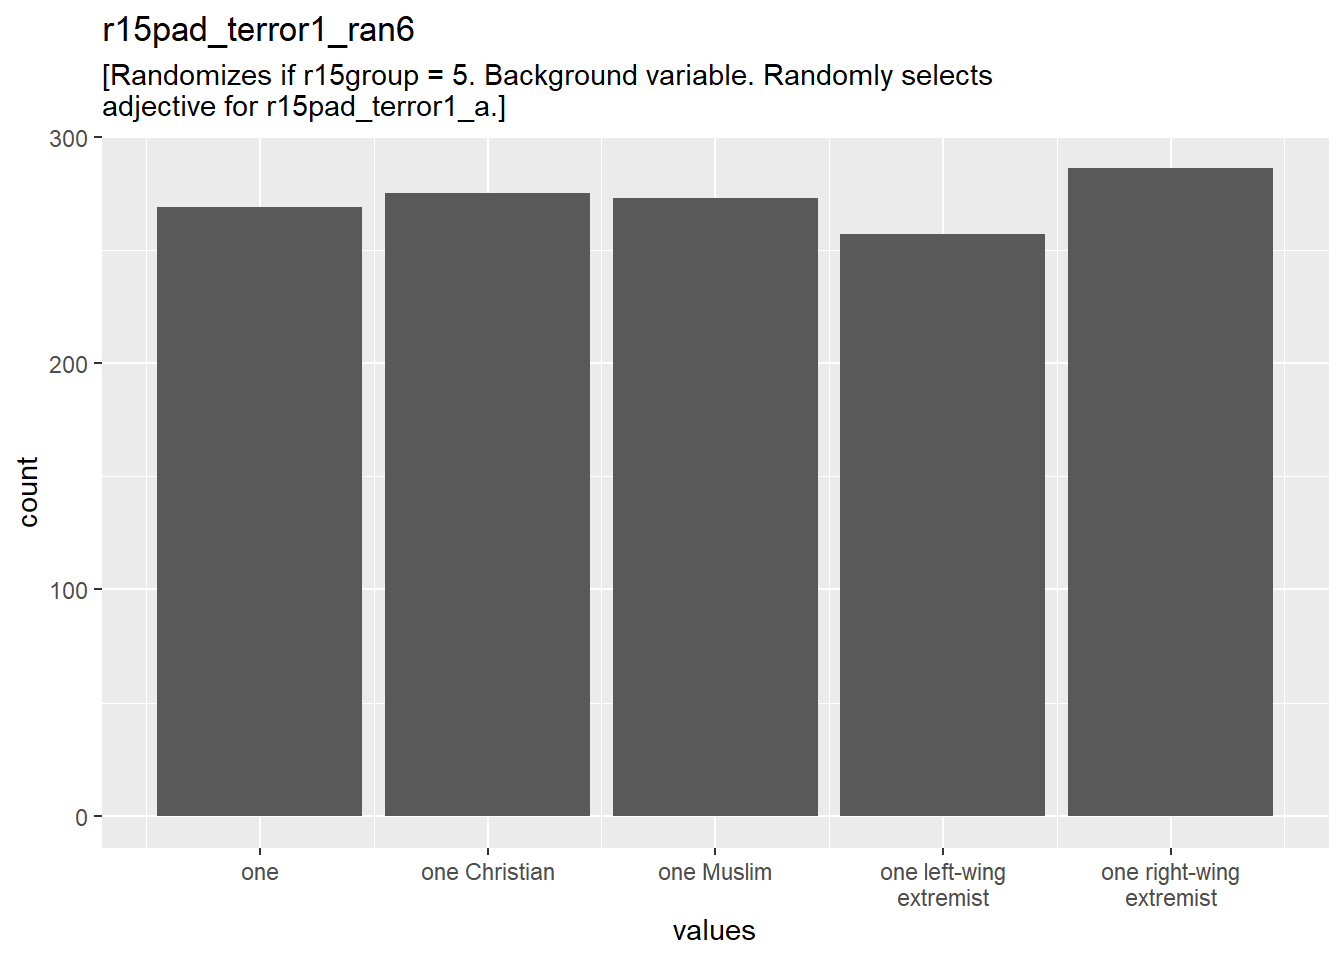 r15pad_terror1_ran6
[Randomizes if r15group = 5. Background variable. Randomly selects
adjective for r15pad_terror1_a.]
300
200
100
0
count
one
one Christian
one Muslim
one left-wing
extremist
one right-wing
extremist
values